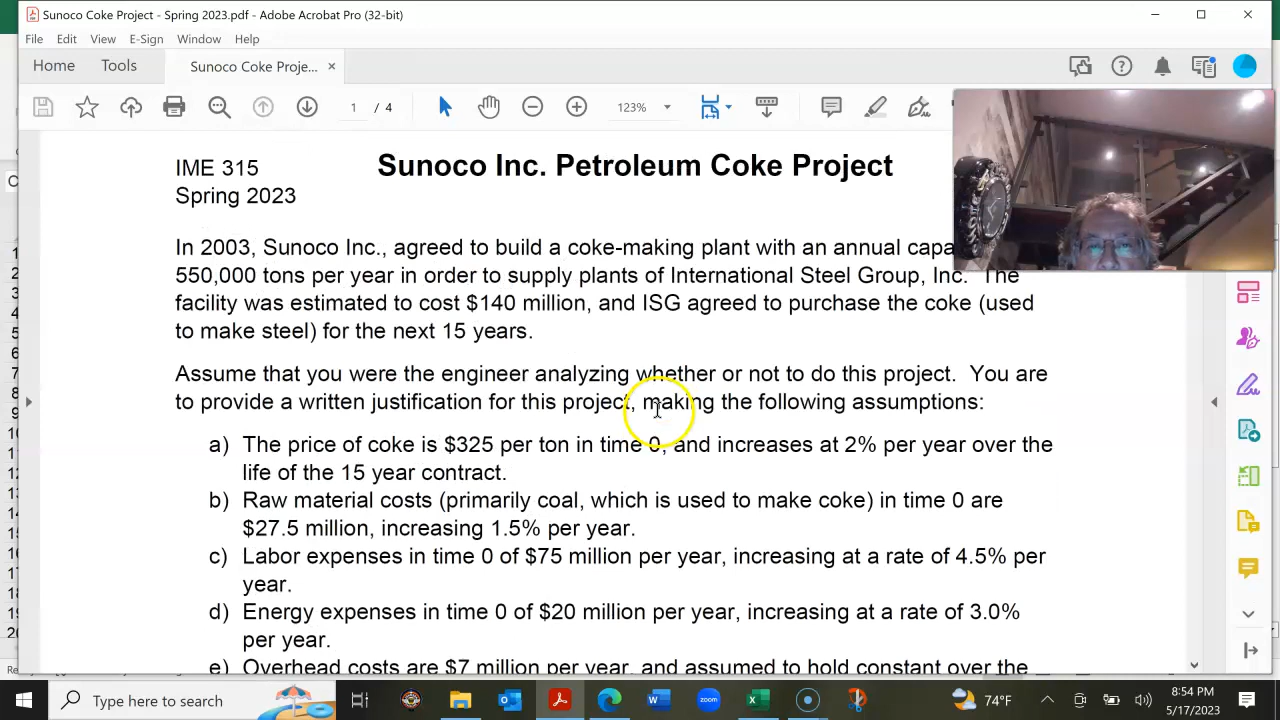 Sunoco Coke Project - Spring 2023.pdf - Adobe Acrobat Pro (32-bit)
File Edit View E-Sign Window Help
Home Tools Sunoco Coke Proje... ×
1 / 4 123%
IME 315 Sunoco Inc. Petroleum Coke Project
Spring 2023
In 2003, Sunoco Inc., agreed to build a coke-making plant with an annual
550,000 tons per year in order to supply plants of International Steel Group, Inc. The
facility was estimated to cost $140 million, and ISG agreed to purchase the coke (used
to make steel) for the next 15 years.
Assume that you were the engineer analyzing whether or not to do this project. You are
to provide a written justification for this project, making the following assumptions:
a) The price of coke is $325 per ton in time 0, and increases at 2% per year over the
life of the 15 year contract.
b) Raw material costs (primarily coal, which is used to make coke) in time 0 are
$27.5 million, increasing 1.5% per year.
c) Labor expenses in time 0 of $75 million per year, increasing at a rate of 4.5% per
year.
d) Energy expenses in time 0 of $20 million per year, increasing at a rate of 3.0%
per year.
e) Overhead costs are $7 million per year, and assumed to hold constant over the
Type here to search 74°F 8:54 PM
5/17/2023